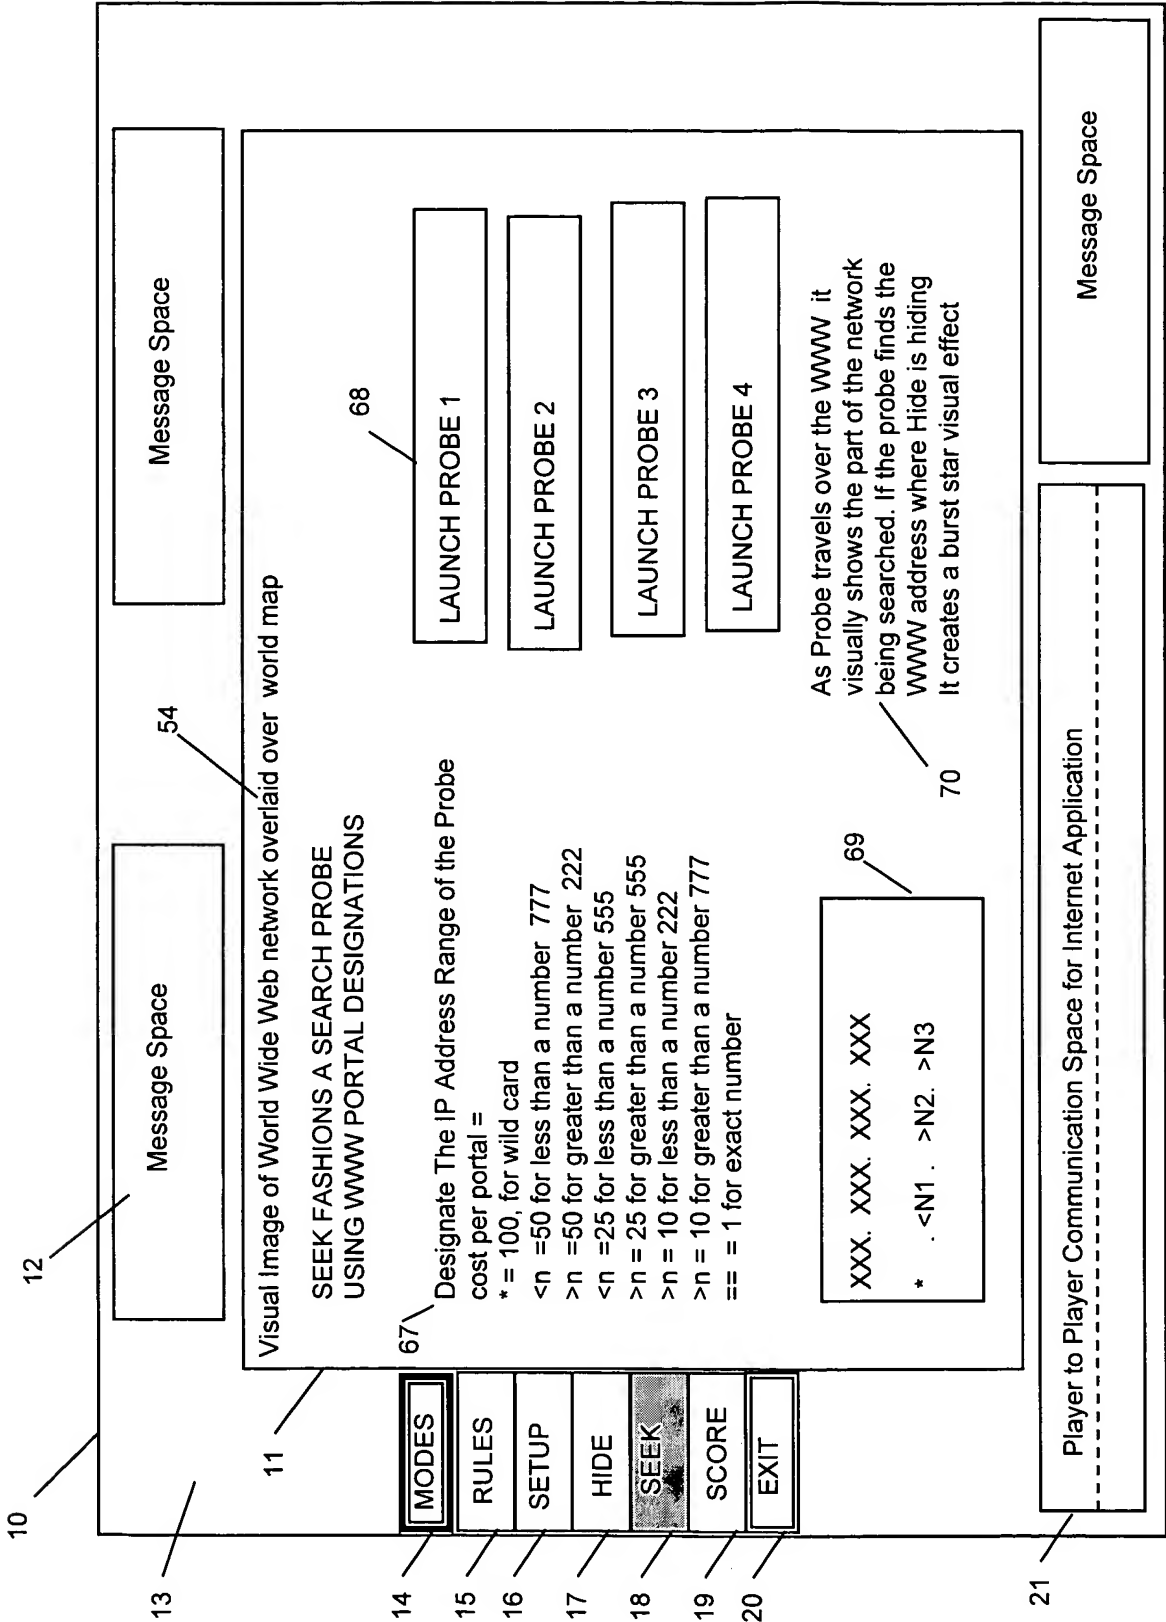 10
12
13
Message Space
Message Space
54
Visual Image of World Wide Web network overlaid over world map
11
SEEK FASHIONS A SEARCH PROBE
USING WWW PORTAL DESIGNATIONS
67
Designate The IP Address Range of the Probe
cost per portal =
* = 100, for wild card
<n =50 for less than a number 777
>n =50 for greater than a number 222
<n =25 for less than a number 555
>n = 25 for greater than a number 555
>n = 10 for less than a number 222
>n = 10 for greater than a number 777
== = 1 for exact number
68
LAUNCH PROBE 1
LAUNCH PROBE 2
LAUNCH PROBE 3
LAUNCH PROBE 4
14
MODES
15
RULES
16
SETUP
17
HIDE
18
SEEK
19
SCORE
20
EXIT
69
XXX. XXX. XXX. XXX. XXX
* . <N1 . >N2. >N3
70
As Probe travels over the WWW it
visually shows the part of the network
being searched. If the probe finds the
WWW address where Hide is hiding
It creates a burst star visual effect
21
Player to Player Communication Space for Internet Application
Message Space